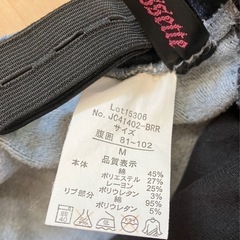 Lot15306
No. JC41402-BRR
サイズ
腹囲 81~102
M
品質表示
本体 綿 45%
ポリエステル 27%
レーヨン 25%
ポリウレタン 3%
リブ部分 綿 95%
ポリウレタン 5%